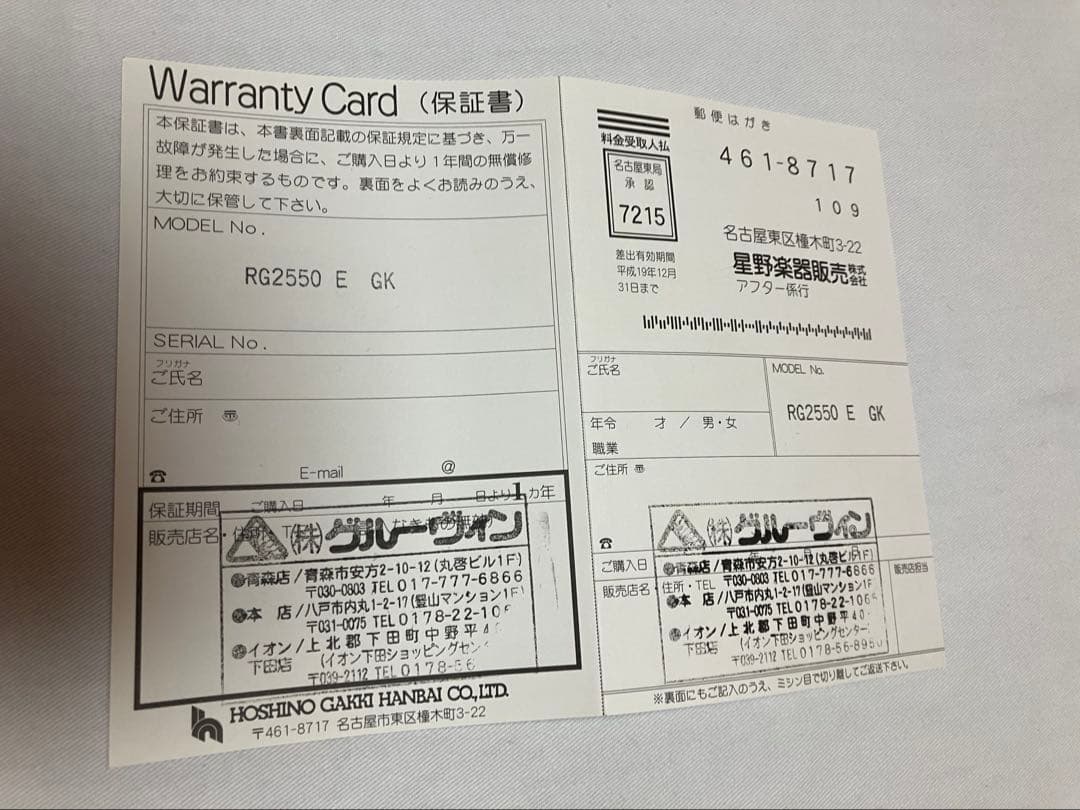 Warranty Card（保証書）
本保証書は、本書裏面記載の保証規定に基づき、万一
故障が発生した場合に、ご購入日より1年間の無償修
理をお約束するものです。裏面をよくお読みのうえ、
大切に保管して下さい。
MODEL No.
RG2550 E GK
SERIAL No.
フリガナ
ご氏名
ご住所 〒
☎ E-mail @
保証期間 ご購入日 年 月 日より1カ年
販売店名・住所
(株)グルーヴィン
青森店/青森市安方2-10-12(丸啓ビル1F)
〒030-0803 TEL017-777-6866
本 店/八戸市内丸1-2-17(盤山マンション1F)
〒031-0075 TEL0178-22-10
イオン/上北郡下田町中野平4
下田店 (イオン下田ショッピングセン
〒039-2112 TEL0178-56
HOSHINO GAKKI HANBAI CO.,LTD.
〒461-8717 名古屋市東区橦木町3-22
郵便はがき
料金受取人払
名古屋東局
承認
7215
差出有効期間
平成19年12月
31日まで
461-8717
109
名古屋東区橦木町3-22
星野楽器販売株式会社
アフター係行
フリガナ
ご氏名
MODEL No.
RG2550 E GK
年令 才 / 男・女
職業
ご住所 〒
☎
(株)グルーヴィン
ご購入日 年 月
販売店名・住所・TEL
販売店担当
青森店/青森市安方2-10-12(丸啓ビル1F)
〒030-0803 TEL017-777-6866
本 店/八戸市内丸1-2-17(盤山マンション1F)
〒031-0075 TEL0178-22-106
イオン/上北郡下田町中野平40
下田店 (イオン下田ショッピングセンター
〒039-2112 TEL0178-56-895
※裏面にもご記入のうえ、ミシン目で切り離してご返送下さい。